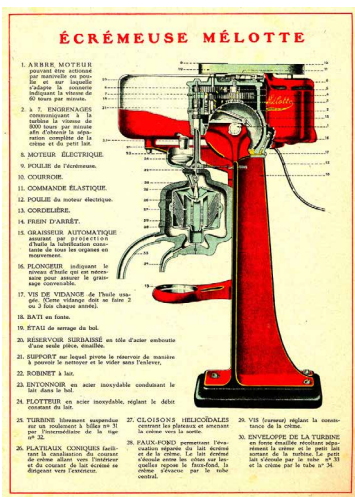 ÉCRÉMEUSE MÉLOTTE
1. ARBRE MOTEUR
pouvant être actionné
par manivelle ou pou-
lie et sur laquelle
s'adapte la sonnerie
indiquant la vitesse de
60 tours par minute.
2. à 7. ENGRENAGES
communiquant à la
turbine la vitesse de
8000 tours par minute
afin d'obtenir la sépa-
ration complète de la
crème et du petit lait.
8. MOTEUR ÉLECTRIQUE.
9. POULIE de l'écrémeuse.
10. COURROIE.
11. COMMANDE ÉLASTIQUE.
12. POULIE du moteur électrique.
13. CORDELIÈRE.
14. FREIN D'ARRÊT.
15. GRAISSEUR AUTOMATIQUE
assurant par projection
d'huile la lubrification cons-
tante de tous les organes en
mouvement.
16. PLONGEUR indiquant le
niveau d'huile qui est néces-
saire pour assurer le grais-
sage convenable.
17. VIS DE VIDANGE de l'huile usa-
gée. (Cette vidange doit se faire 2
ou 3 fois chaque année).
18. BATI en fonte.
19. ÉTAU de serrage du bol.
20. RÉSERVOIR SURBAISSÉ en tôle d'acier emboutie
d'une seule pièce, émaillée.
21. SUPPORT sur lequel pivote le réservoir de manière
à pouvoir le nettoyer et le vider sans l'enlever.
22. ROBINET à lait.
23. ENTONNOIR en acier inoxydable conduisant le
lait dans le bol.
24. FLOTTEUR en acier inoxydable, réglant le débit
constant du lait.
25. TURBINE librement suspendue
sur un roulement à billes n° 31
par l'intermédiaire de la tige
n° 32.
26. PLATEAUX CONIQUES facili-
tant la canalisation du courant
de crème allant vers l'intérieur
et du courant de lait écrémé se
dirigeant vers l'extérieur.
27. CLOISONS HÉLICOÏDALES
centrant les plateaux et amenant
la crème vers la sortie.
28. FAUX-FOND permettant l'éva-
cuation séparée du lait écrémé
et de la crème. Le lait écrémé
s'écoule entre les côtes sur les-
quelles repose le faux-fond, la
crème s'évacue par le tube
central.
29. VIS (curseur) réglant la consis-
tance de la crème.
30. ENVELOPPE DE LA TURBINE
en fonte émaillée récoltant sépa-
rément la crème et le petit lait
sortant de la turbine. Le petit
lait s'écoule par le tube n° 33
et la crème par le tube n° 34.
Mélotte